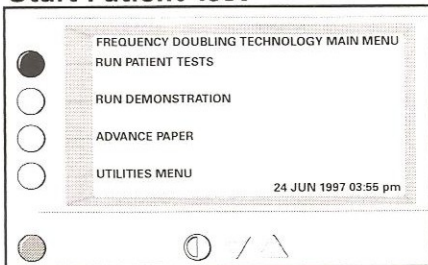 Start Patient Test
FREQUENCY DOUBLING TECHNOLOGY MAIN MENU
RUN PATIENT TESTS
RUN DEMONSTRATION
ADVANCE PAPER
UTILITIES MENU
24 JUN 1997 03:55 pm